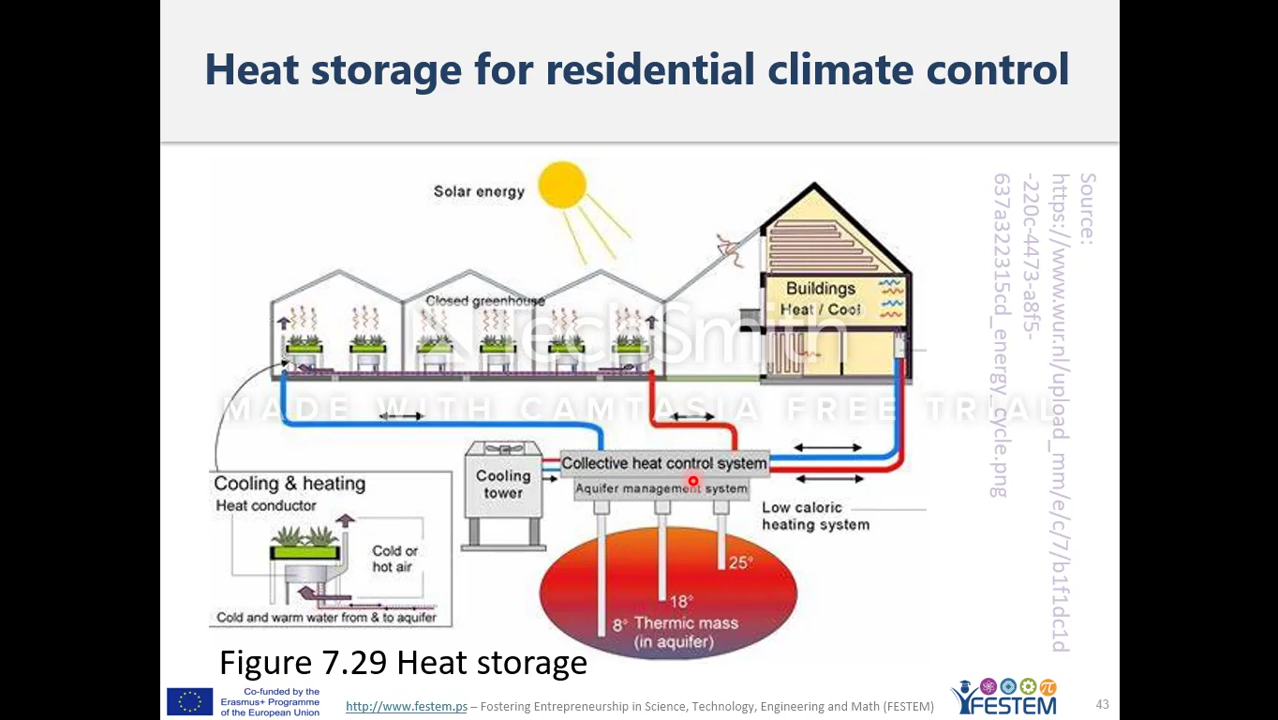 Heat storage for residential climate control
Solar energy
Closed greenhouse
Buildings
Heat / Cool
TechSmith
MADE WITH CAMTASIA FREE TRIAL
Collective heat control system
Aquifer management system
Cooling
tower
Low caloric
heating system
Cooling & heating
Heat conductor
Cold or
hot air
Cold and warm water from & to aquifer
25°
18°
8° Thermic mass
(in aquifer)
Source:
https://www.wur.nl/upload_mm/e/c/7/b1f1dc1d
-220c-4473-a8f5-
637a322315cd_energy_cycle.png
Figure 7.29 Heat storage
Co-funded by the
Erasmus+ Programme
of the European Union
http://www.festem.ps – Fostering Entrepreneurship in Science, Technology, Engineering and Math (FESTEM)
FESTEM
43